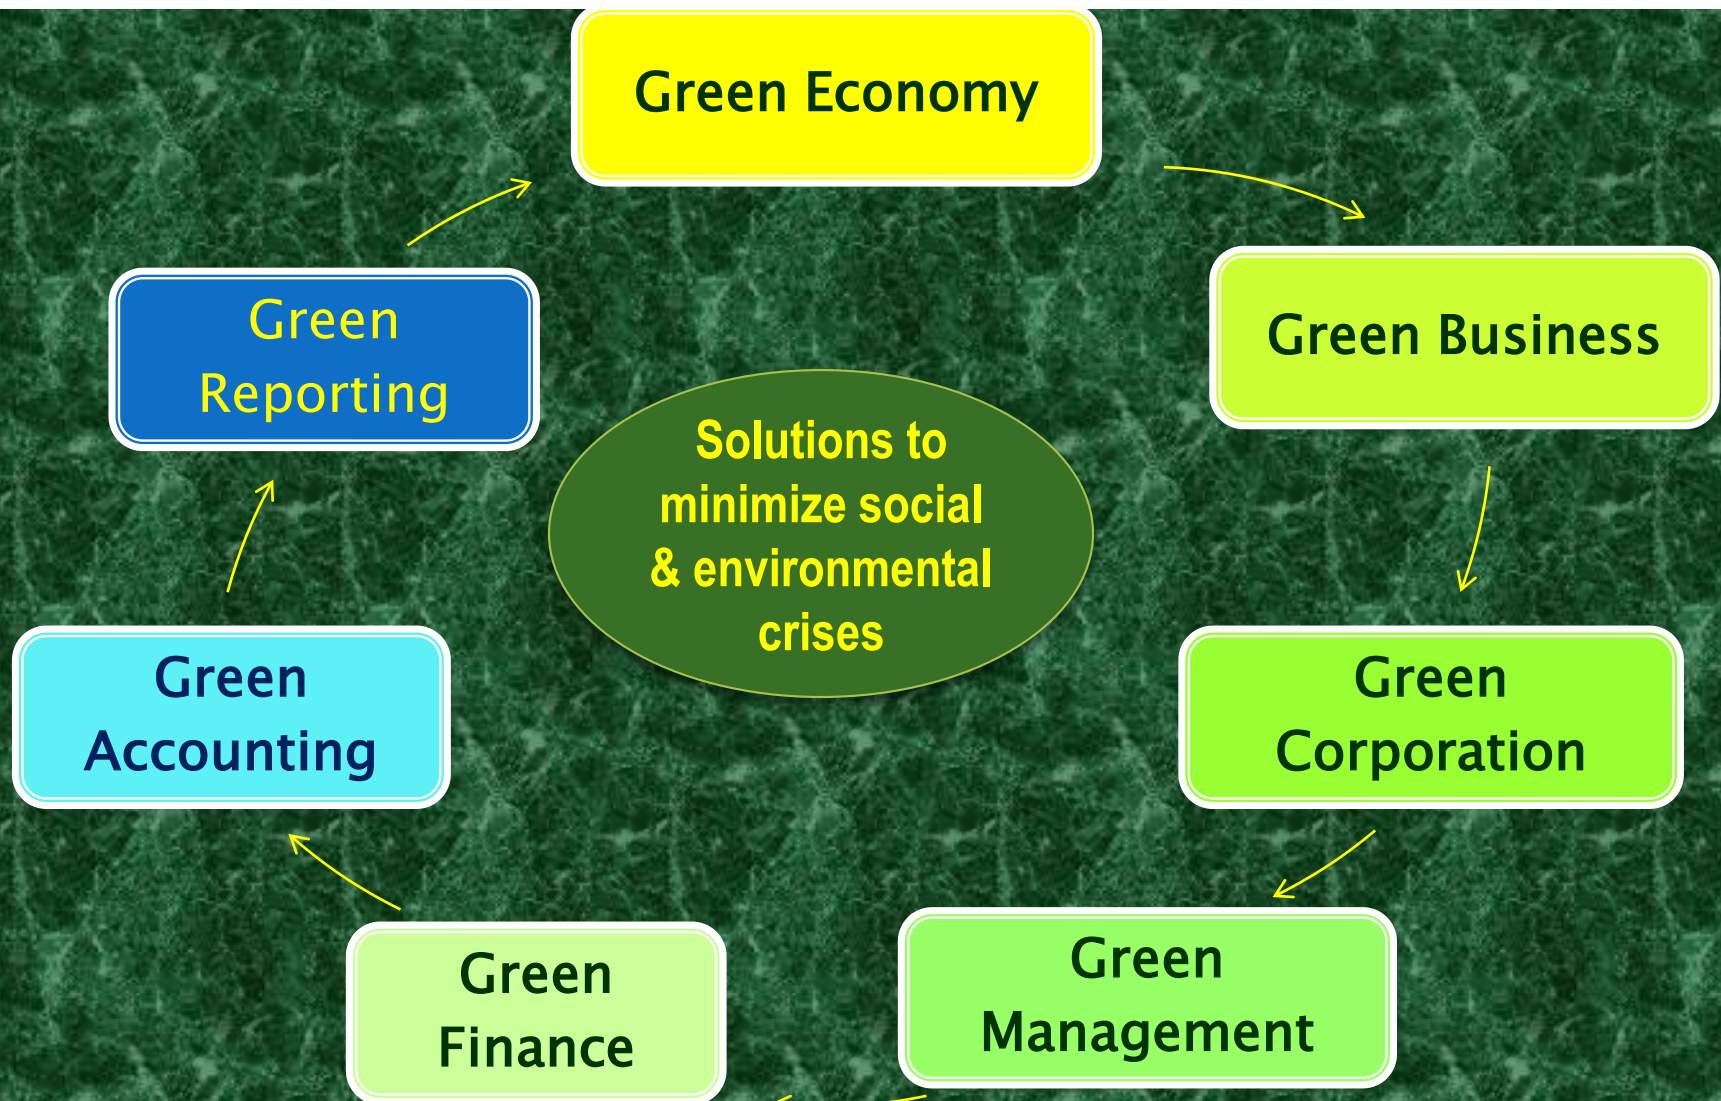 Green Economy
Green Business
Green
Corporation
Green
Management
Green
Finance
Green
Accounting
Green
Reporting
Solutions to
minimize social
& environmental
crises